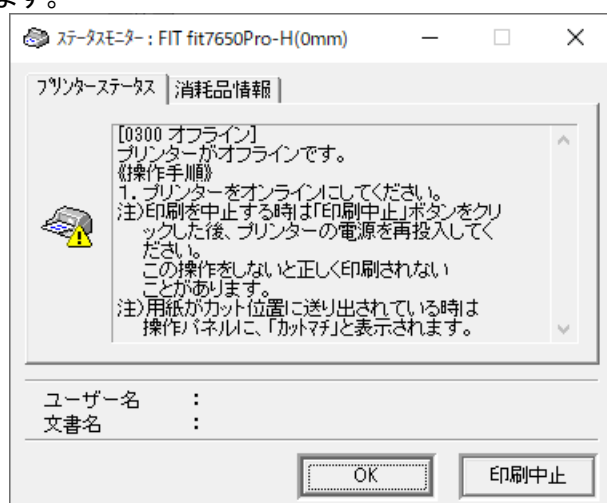 ます。
ステータスモニター : FIT fit7650Pro-H(0mm)
プリンターステータス 消耗品情報
[0300 オフライン]
プリンターがオフラインです。
《操作手順》
1. プリンターをオンラインにしてください。
注)印刷を中止する時は「印刷中止」ボタンをクリ
ックした後、プリンターの電源を再投入してく
ださい。
この操作をしないと正しく印刷されない
ことがあります。
注)用紙がカット位置に送り出されている時は
操作パネルに、「カットマチ」と表示されます。
ユーザー名 :
文書名 :
OK 印刷中止